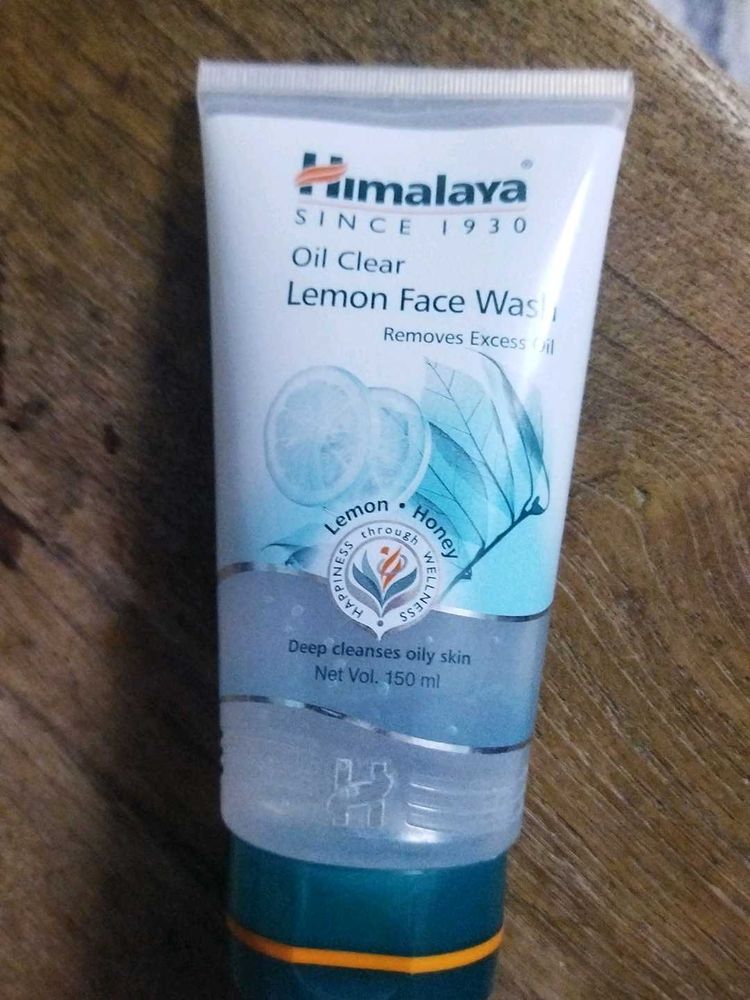 Himalaya®
SINCE 1930
Oil Clear
Lemon Face Wash
Removes Excess Oil
Lemon • Honey
HAPPINESS through WELLNESS
Deep cleanses oily skin
Net Vol. 150 ml
H